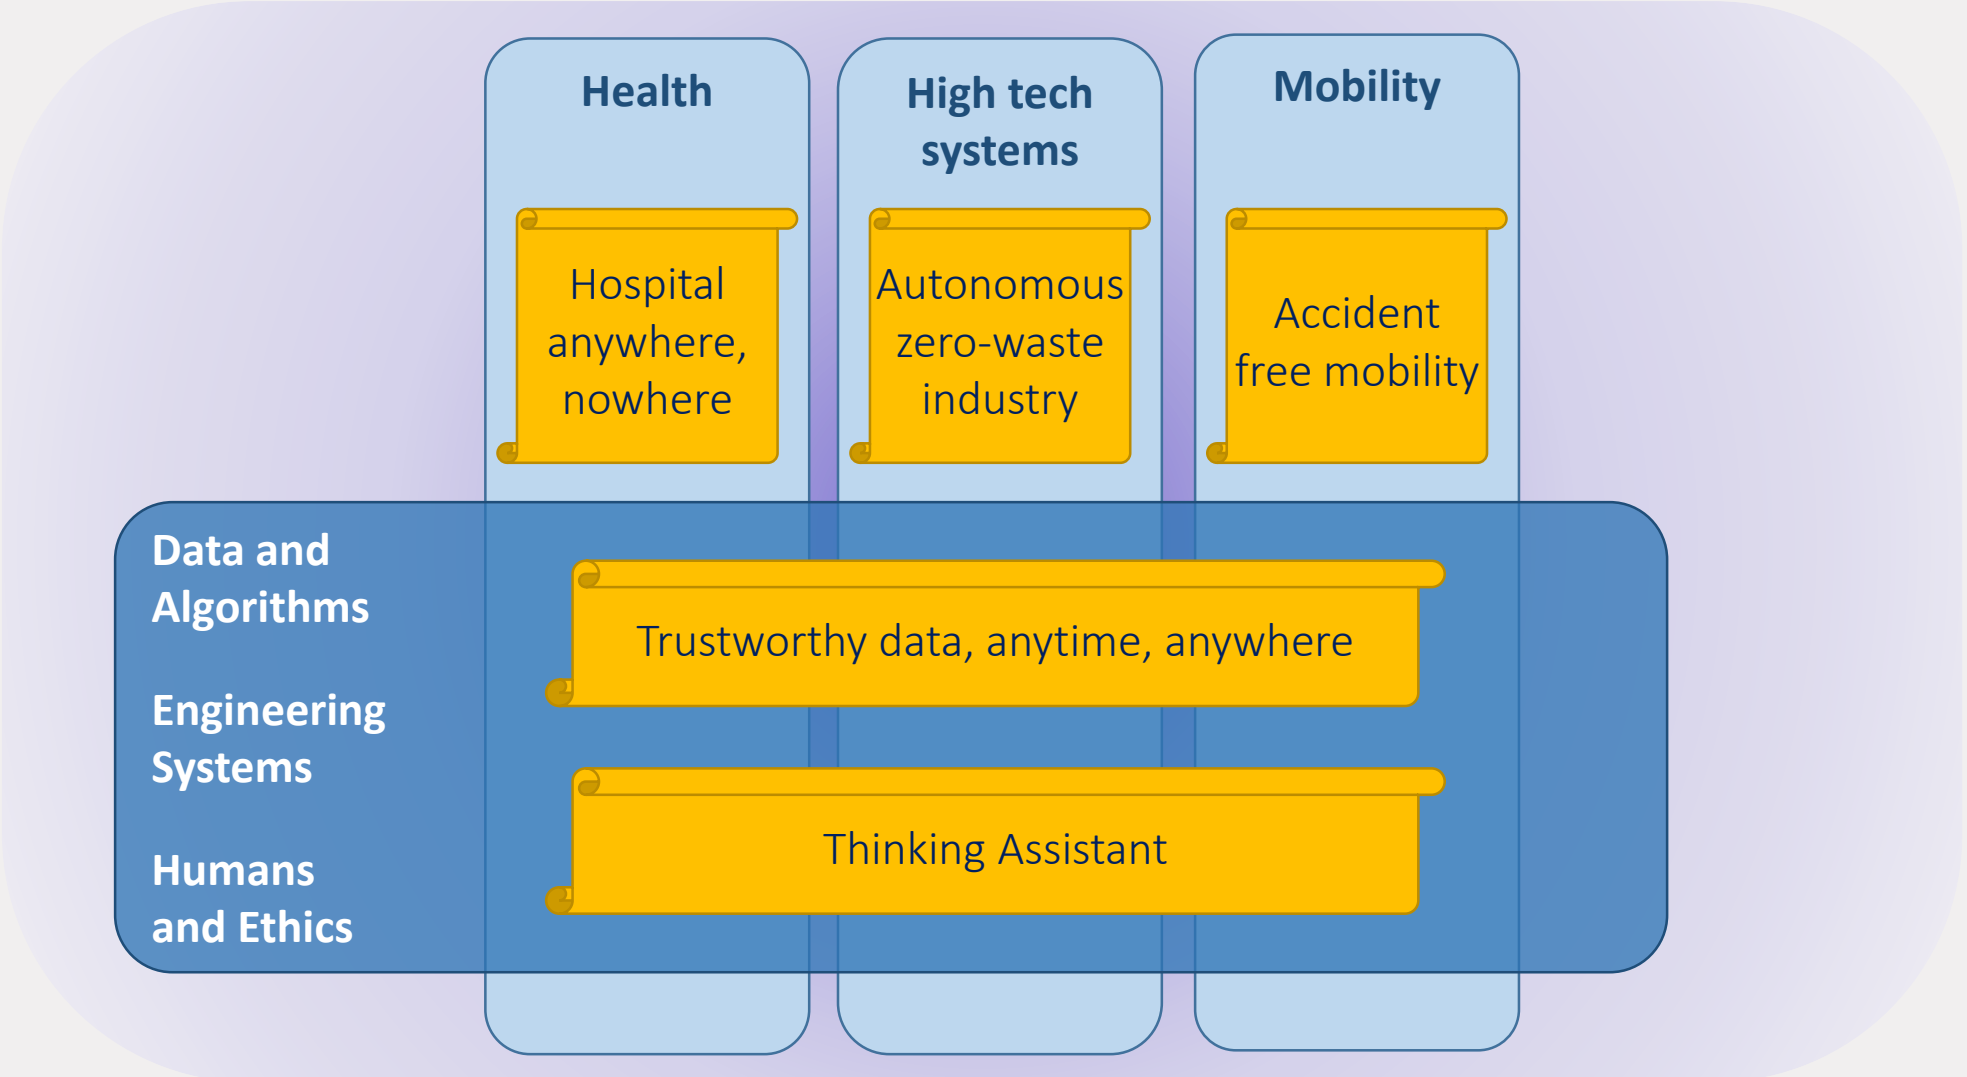 Health
High tech
systems
Mobility
Hospital
anywhere,
nowhere
Autonomous
zero-waste
industry
Accident
free mobility
Data and
Algorithms
Engineering
Systems
Humans
and Ethics
Trustworthy data, anytime, anywhere
Thinking Assistant